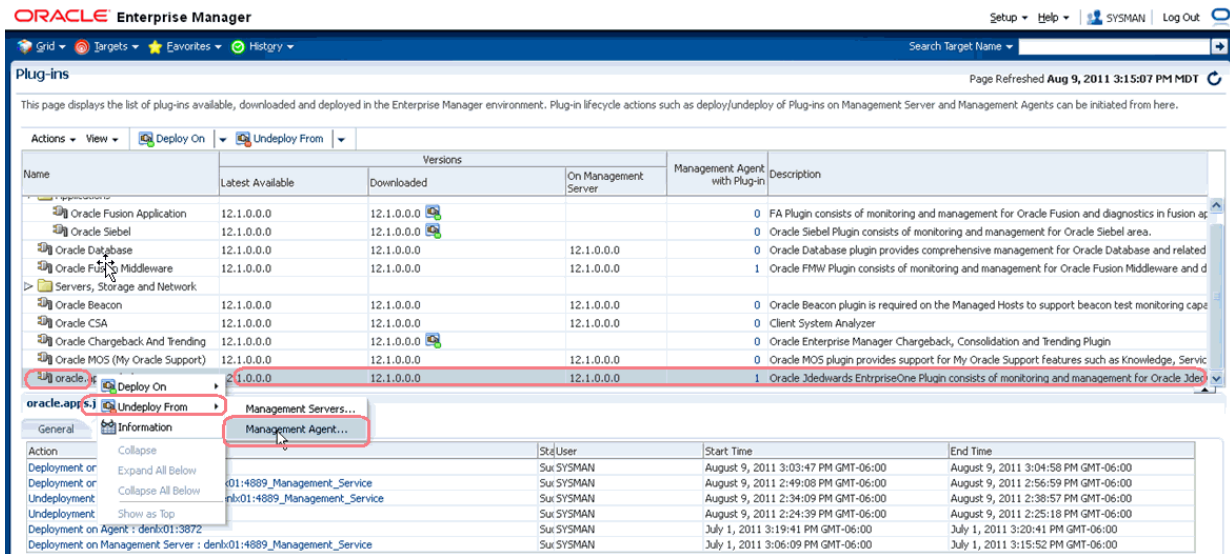 ORACLE Enterprise Manager
Setup Help SYSMAN Log Out
Grid Targets Favorites History Search Target Name
Plug-ins
Page Refreshed Aug 9, 2011 3:15:07 PM MDT
This page displays the list of plug-ins available, downloaded and deployed in the Enterprise Manager environment. Plug-in lifecycle actions such as deploy/undeploy of Plug-ins on Management Server and Management Agents can be initiated from here.
Actions View Deploy On Undeploy From
Name Versions Management Agent with Plug-in Description
Latest Available Downloaded On Management Server
Applications
Oracle Fusion Application 12.1.0.0.0 12.1.0.0.0 0 FA Plugin consists of monitoring and management for Oracle Fusion and diagnostics in fusion ap
Oracle Siebel 12.1.0.0.0 12.1.0.0.0 0 Oracle Siebel Plugin consists of monitoring and management for Oracle Siebel area.
Oracle Database 12.1.0.0.0 12.1.0.0.0 12.1.0.0.0 0 Oracle Database plugin provides comprehensive management for Oracle Database and related
Oracle Fusion Middleware 12.1.0.0.0 12.1.0.0.0 12.1.0.0.0 1 Oracle FMW Plugin consists of monitoring and management for Oracle Fusion Middleware and d
Servers, Storage and Network
Oracle Beacon 12.1.0.0.0 12.1.0.0.0 12.1.0.0.0 0 Oracle Beacon plugin is required on the Managed Hosts to support beacon test monitoring capa
Oracle CSA 12.1.0.0.0 12.1.0.0.0 12.1.0.0.0 0 Client System Analyzer
Oracle Chargeback And Trending 12.1.0.0.0 12.1.0.0.0 0 Oracle Enterprise Manager Chargeback, Consolidation and Trending Plugin
Oracle MOS (My Oracle Support) 12.1.0.0.0 12.1.0.0.0 12.1.0.0.0 0 Oracle MOS plugin provides support for My Oracle Support features such as Knowledge, Servic
oracle.ap 2.1.0.0.0 12.1.0.0.0 12.1.0.0.0 1 Oracle Jdedwards EntrpriseOne Plugin consists of monitoring and management for Oracle Jdec
Deploy On
oracle.apps.j Undeploy From Management Servers...
General Information Management Agent...
Action Sta User Start Time End Time
Collapse
Deployment on Suc SYSMAN August 9, 2011 3:03:47 PM GMT-06:00 August 9, 2011 3:04:58 PM GMT-06:00
Expand All Below
Deployment on x01:4889_Management_Service Suc SYSMAN August 9, 2011 2:49:08 PM GMT-06:00 August 9, 2011 2:56:59 PM GMT-06:00
Collapse All Below
Undeployment nlx01:4889_Management_Service Suc SYSMAN August 9, 2011 2:34:09 PM GMT-06:00 August 9, 2011 2:38:57 PM GMT-06:00
Show as Top
Undeployment Suc SYSMAN August 9, 2011 2:24:39 PM GMT-06:00 August 9, 2011 2:25:18 PM GMT-06:00
Deployment on Agent : denlx01:3872 Suc SYSMAN July 1, 2011 3:19:41 PM GMT-06:00 July 1, 2011 3:20:41 PM GMT-06:00
Deployment on Management Server : denlx01:4889_Management_Service Suc SYSMAN July 1, 2011 3:06:09 PM GMT-06:00 July 1, 2011 3:15:52 PM GMT-06:00